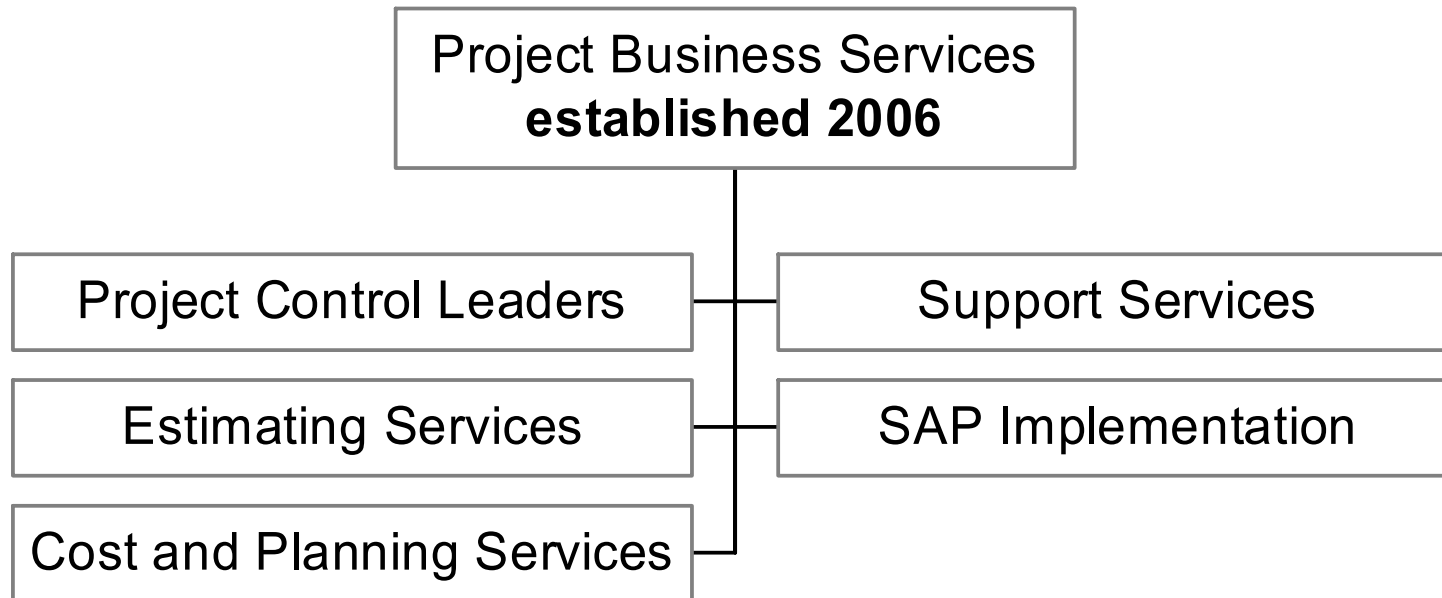 Project Business Services
established 2006
Project Control Leaders
Support Services
Estimating Services
SAP Implementation
Cost and Planning Services